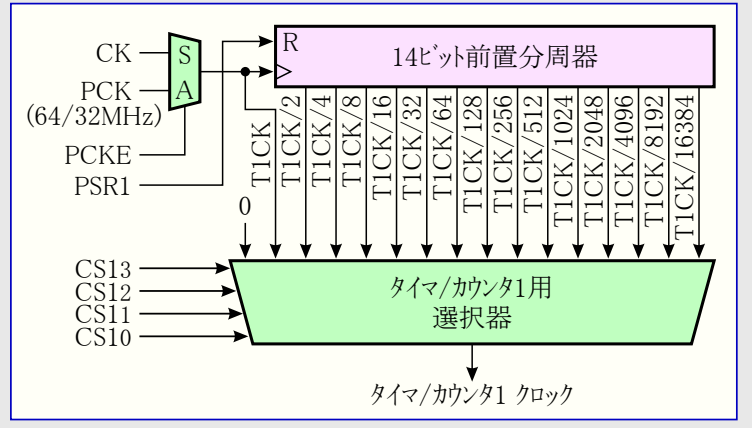 CK
PCK
(64/32MHz)
PCKE
PSR1
S
A
R
14ビット前置分周器
0
T1CK
T1CK/2
T1CK/4
T1CK/8
T1CK/16
T1CK/32
T1CK/64
T1CK/128
T1CK/256
T1CK/512
T1CK/1024
T1CK/2048
T1CK/4096
T1CK/8192
T1CK/16384
CS13
CS12
CS11
CS10
タイマ/カウンタ1用
選択器
タイマ/カウンタ1 クロック